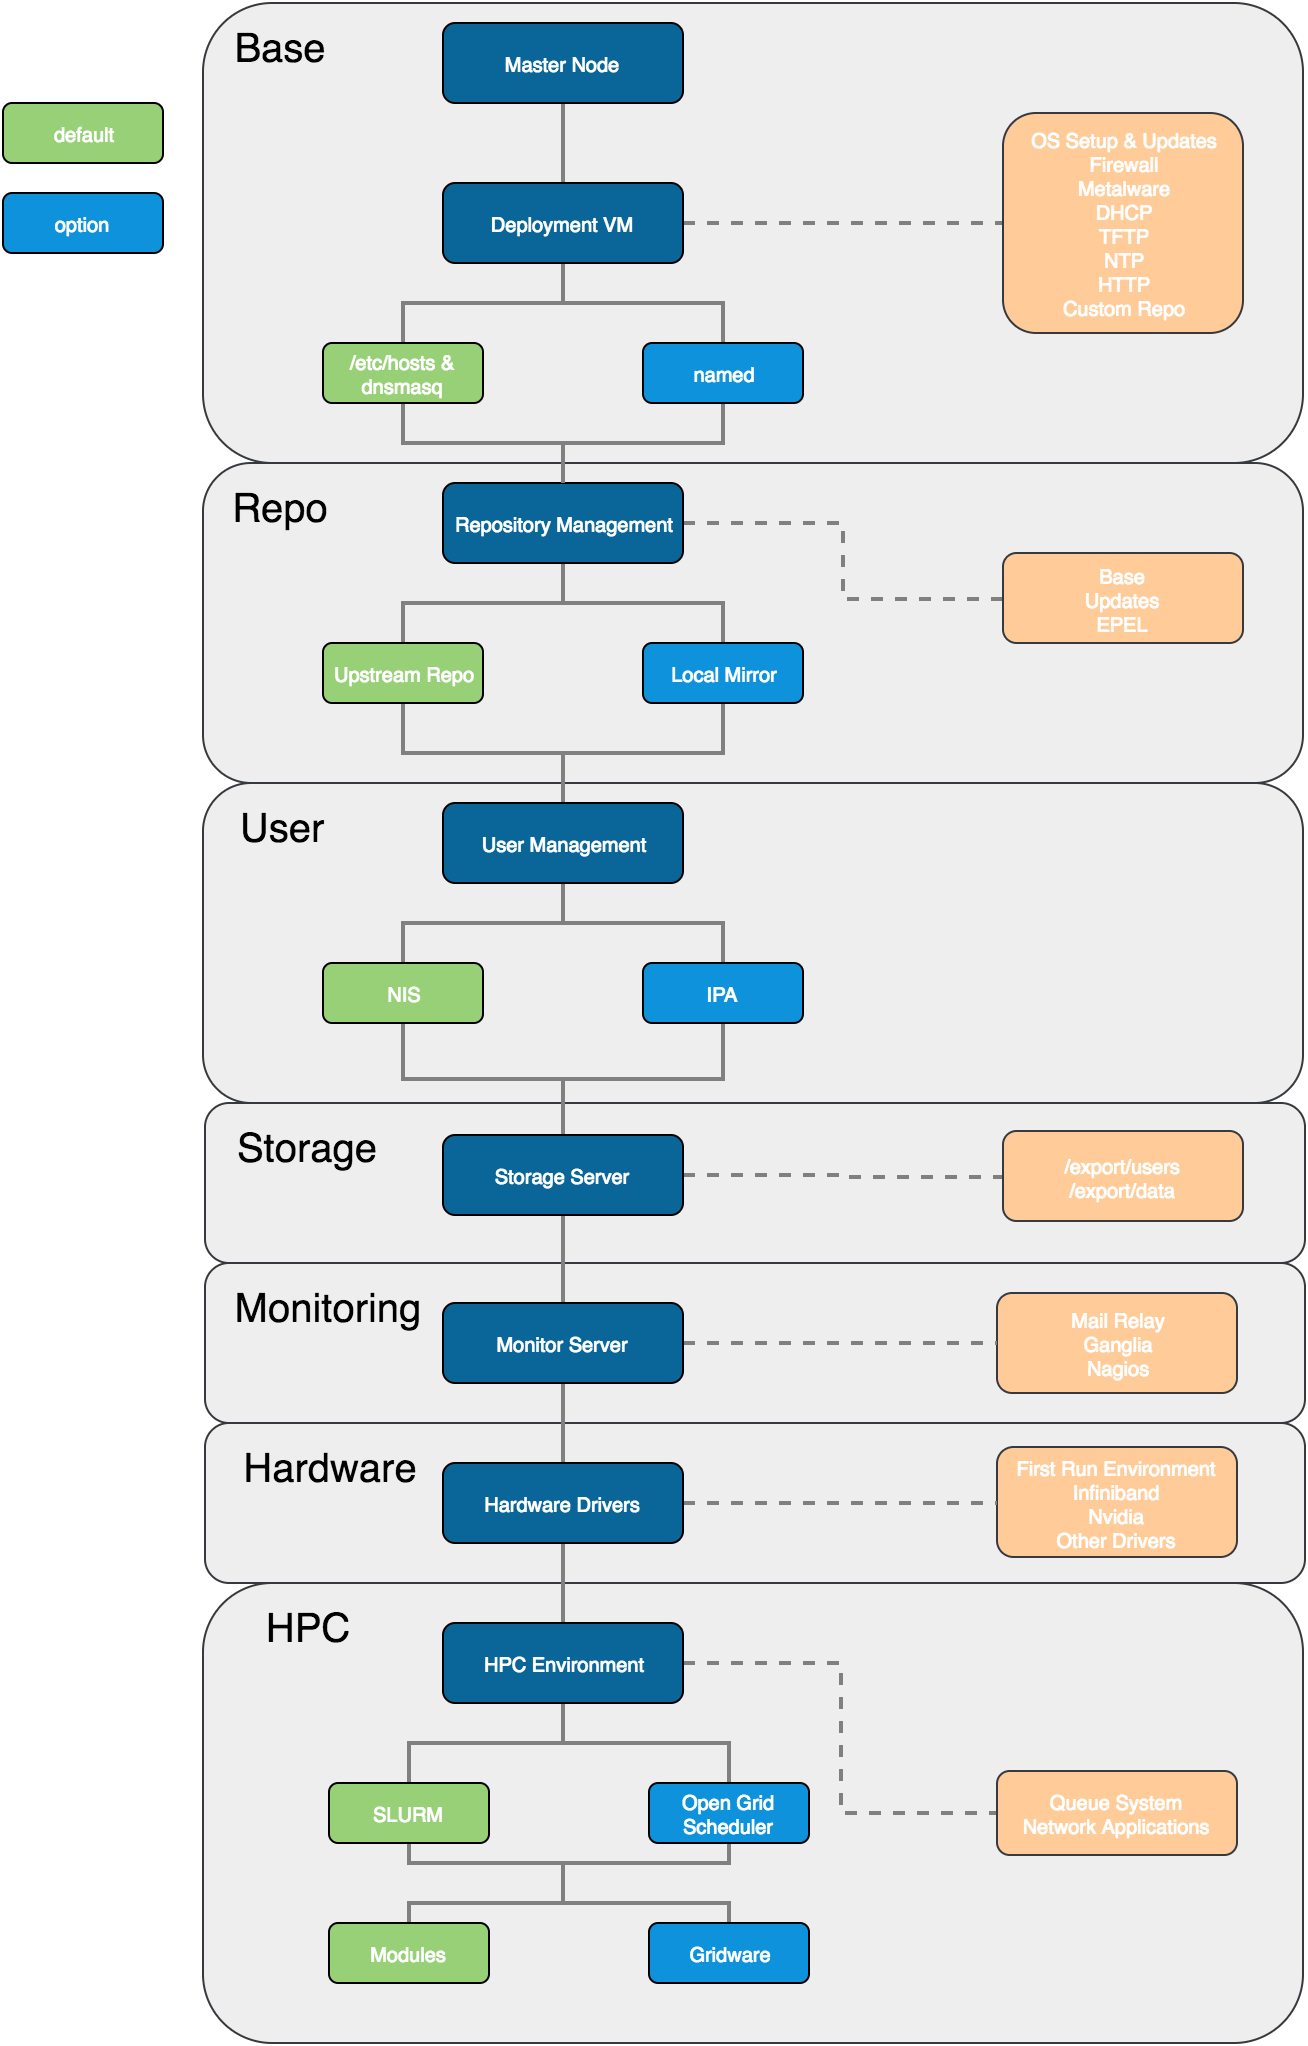 default
option
Base
Master Node
Deployment VM
OS Setup & Updates
Firewall
Metalware
DHCP
TFTP
NTP
HTTP
Custom Repo
/etc/hosts &
dnsmasq
named
Repo
Repository Management
Base
Updates
EPEL
Upstream Repo
Local Mirror
User
User Management
NIS
IPA
Storage
Storage Server
/export/users
/export/data
Monitoring
Monitor Server
Mail Relay
Ganglia
Nagios
Hardware
Hardware Drivers
First Run Environment
Infiniband
Nvidia
Other Drivers
HPC
HPC Environment
SLURM
Open Grid
Scheduler
Queue System
Network Applications
Modules
Gridware